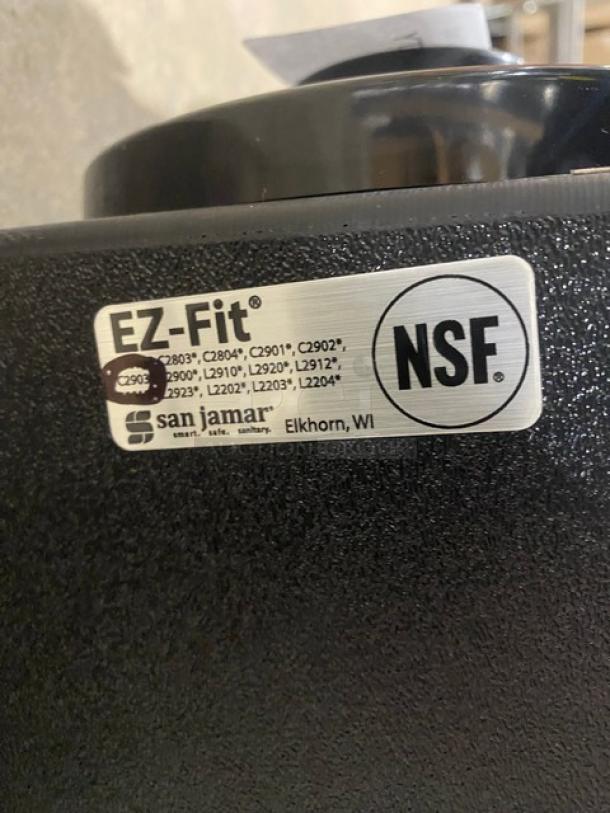 EZ-Fit®
C2803*, C2804*, C2901*, C2902*,
C2903 2900*, L2910*, L2920*, L2912*,
L2923*, L2202*, L2203*, L2204*
san jamar®
smart. safe. sanitary.
Elkhorn, WI
NSF®